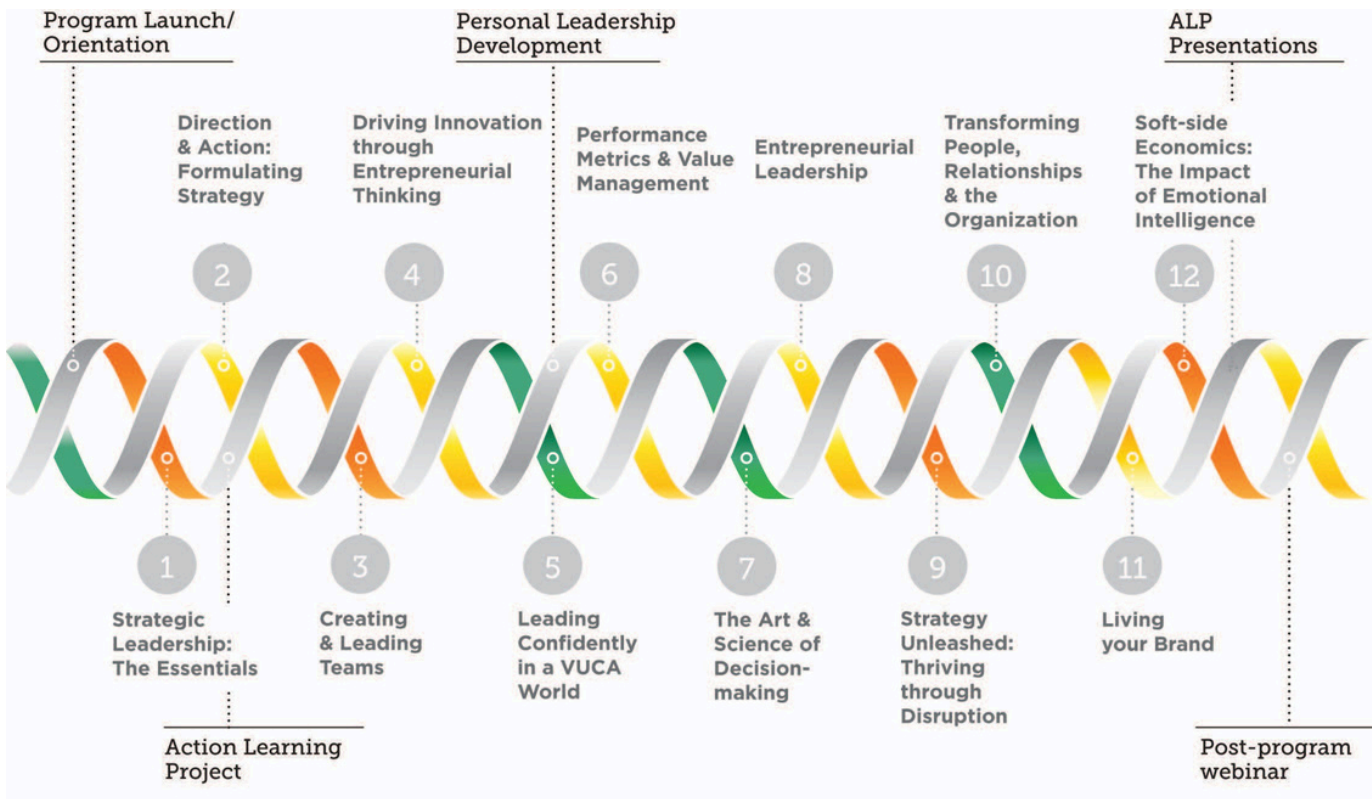 Program Launch/
Orientation
Personal Leadership
Development
ALP
Presentations
Direction
& Action:
Formulating
Strategy
Driving Innovation
through
Entrepreneurial
Thinking
Performance
Metrics & Value
Management
Entrepreneurial
Leadership
Transforming
People,
Relationships
& the
Organization
Soft-side
Economics:
The Impact
of Emotional
Intelligence
2
4
6
8
10
12
1
3
5
7
9
11
Strategic
Leadership:
The Essentials
Creating
& Leading
Teams
Leading
Confidently
in a VUCA
World
The Art &
Science of
Decision-
making
Strategy
Unleashed:
Thriving
through
Disruption
Living
your Brand
Action Learning
Project
Post-program
webinar